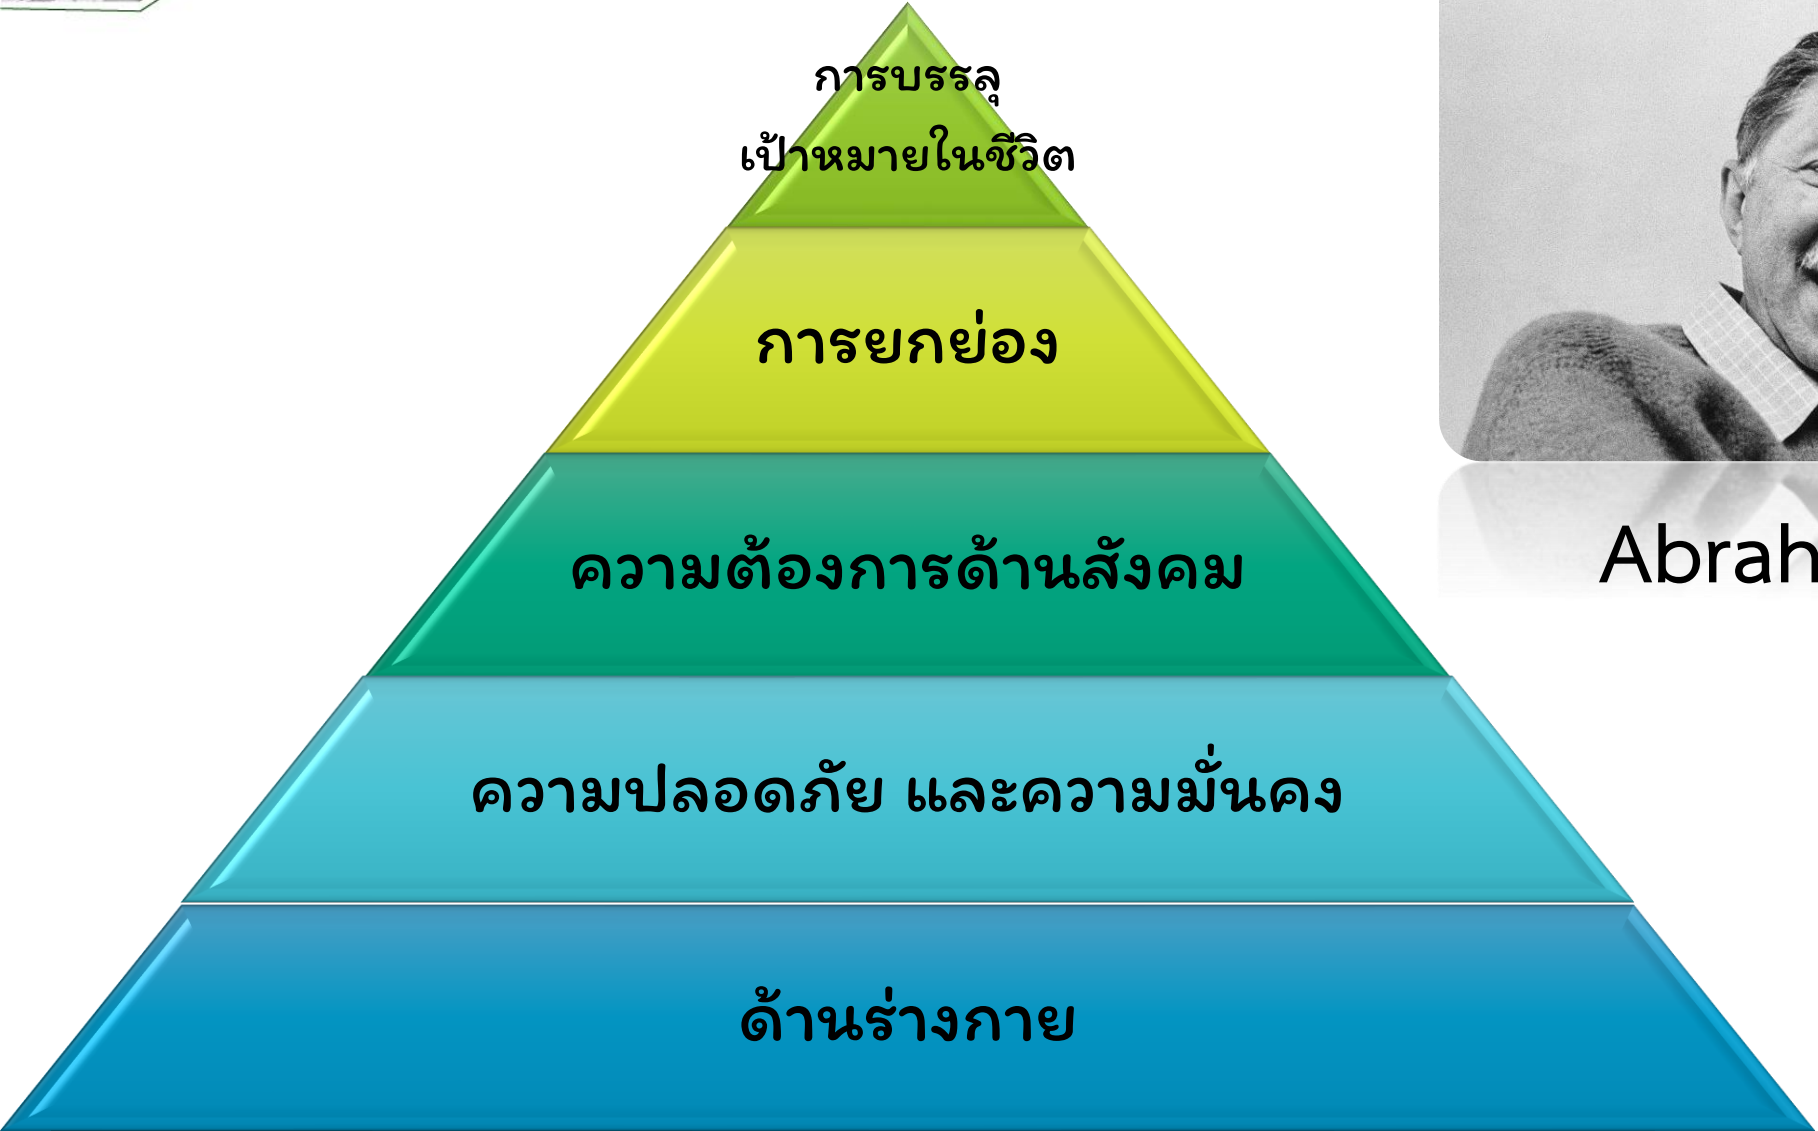 การบรรลุ
เป้าหมายในชีวิต
การยกย่อง
ความต้องการด้านสังคม
Abrah
ความปลอดภัย และความมั่นคง
ด้านร่างกาย